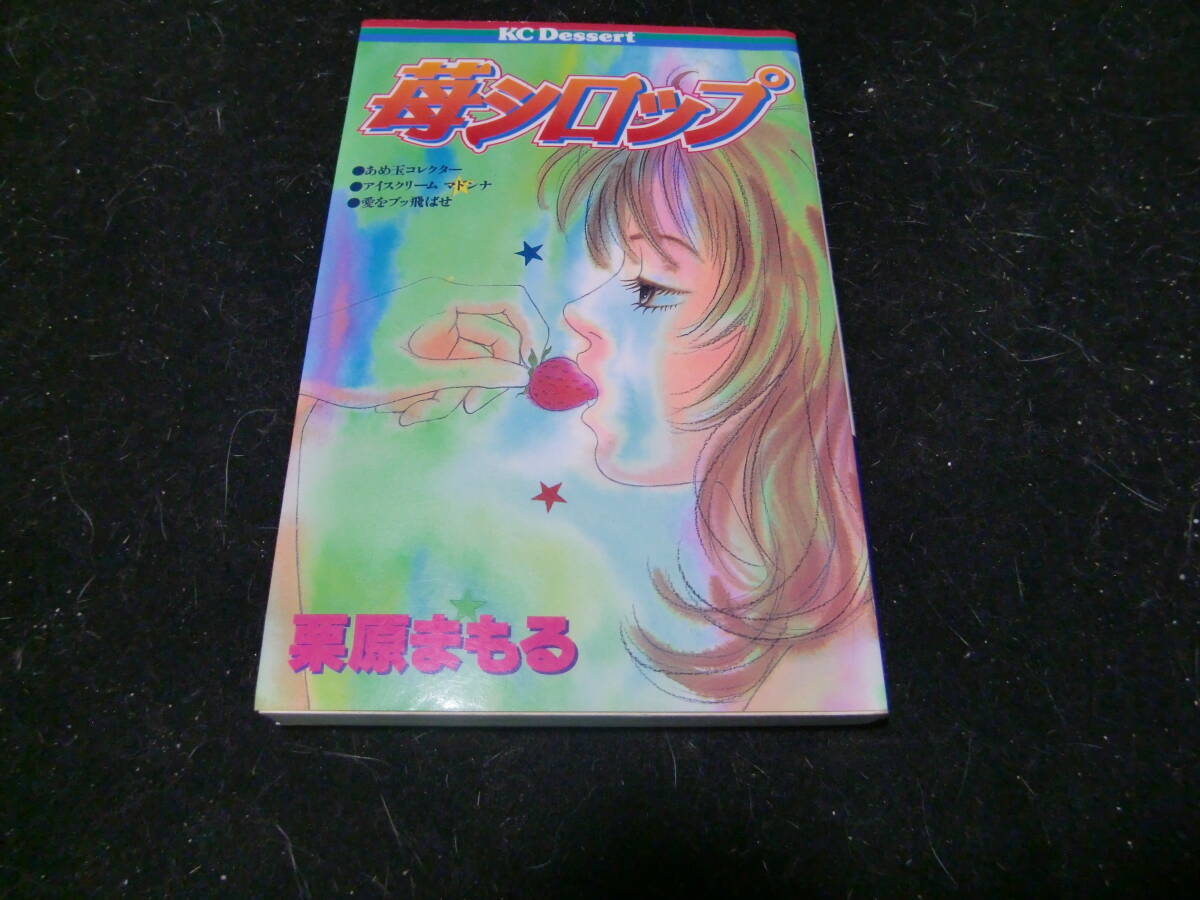 KC Dessert
苺シロップ
●あめ玉コレクター
●アイスクリーム マドンナ
●愛をブッ飛ばせ
栗原まもる